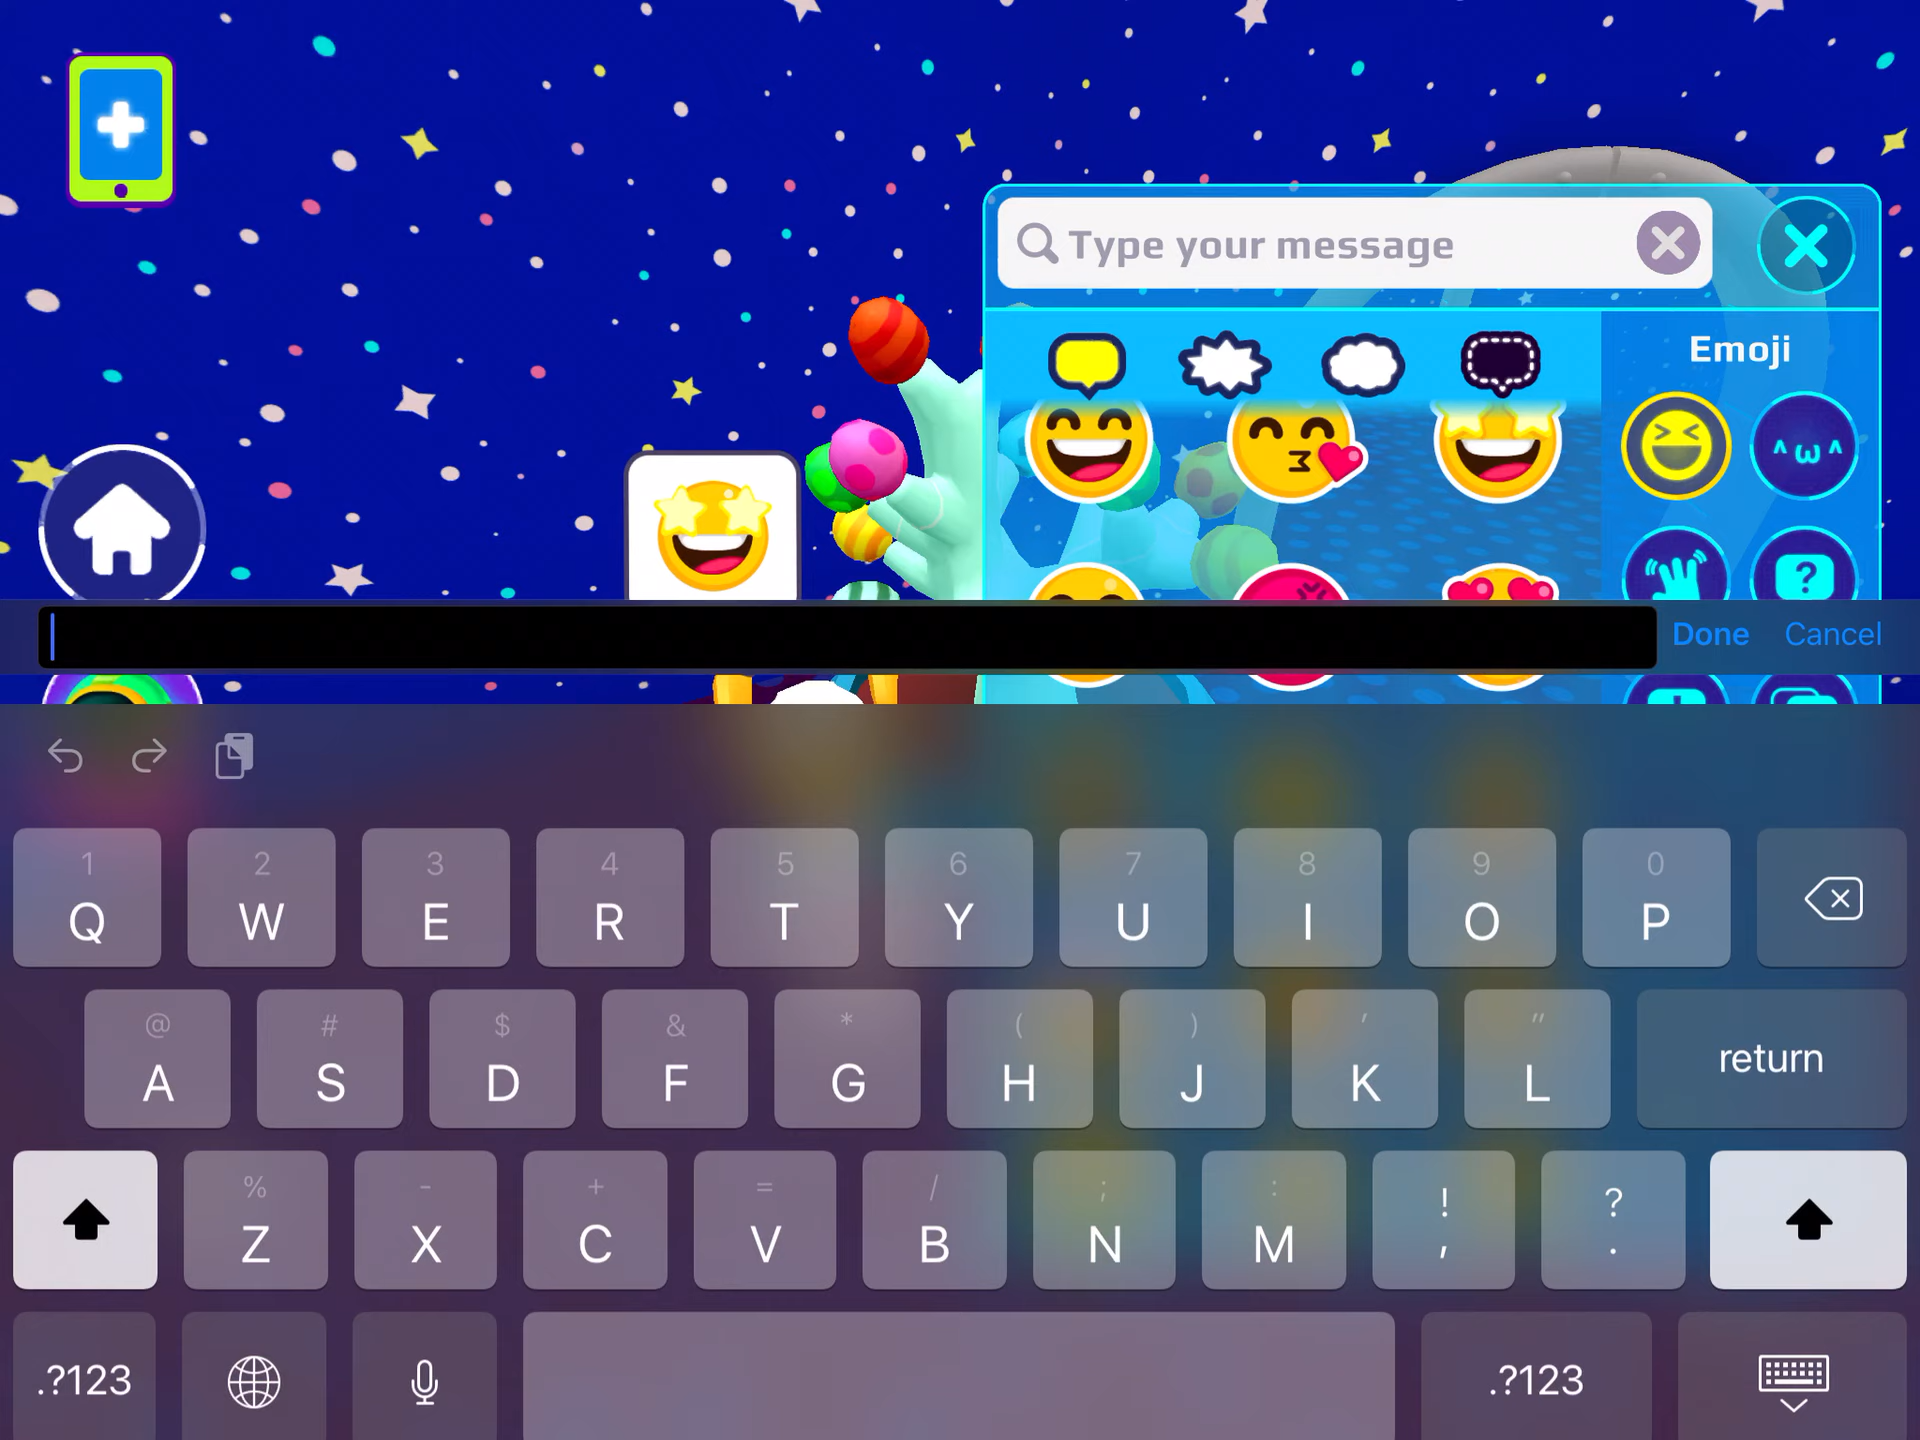 Type your message
Emoji
^ω^
?
Done Cancel
1 2 3 4 5 6 7 8 9 0
Q W E R T Y U I O P
@ # $ & * ( ) ' "
A S D F G H J K L return
% - + = / ; : ! ?
Z X C V B N M , .
.?123 .?123